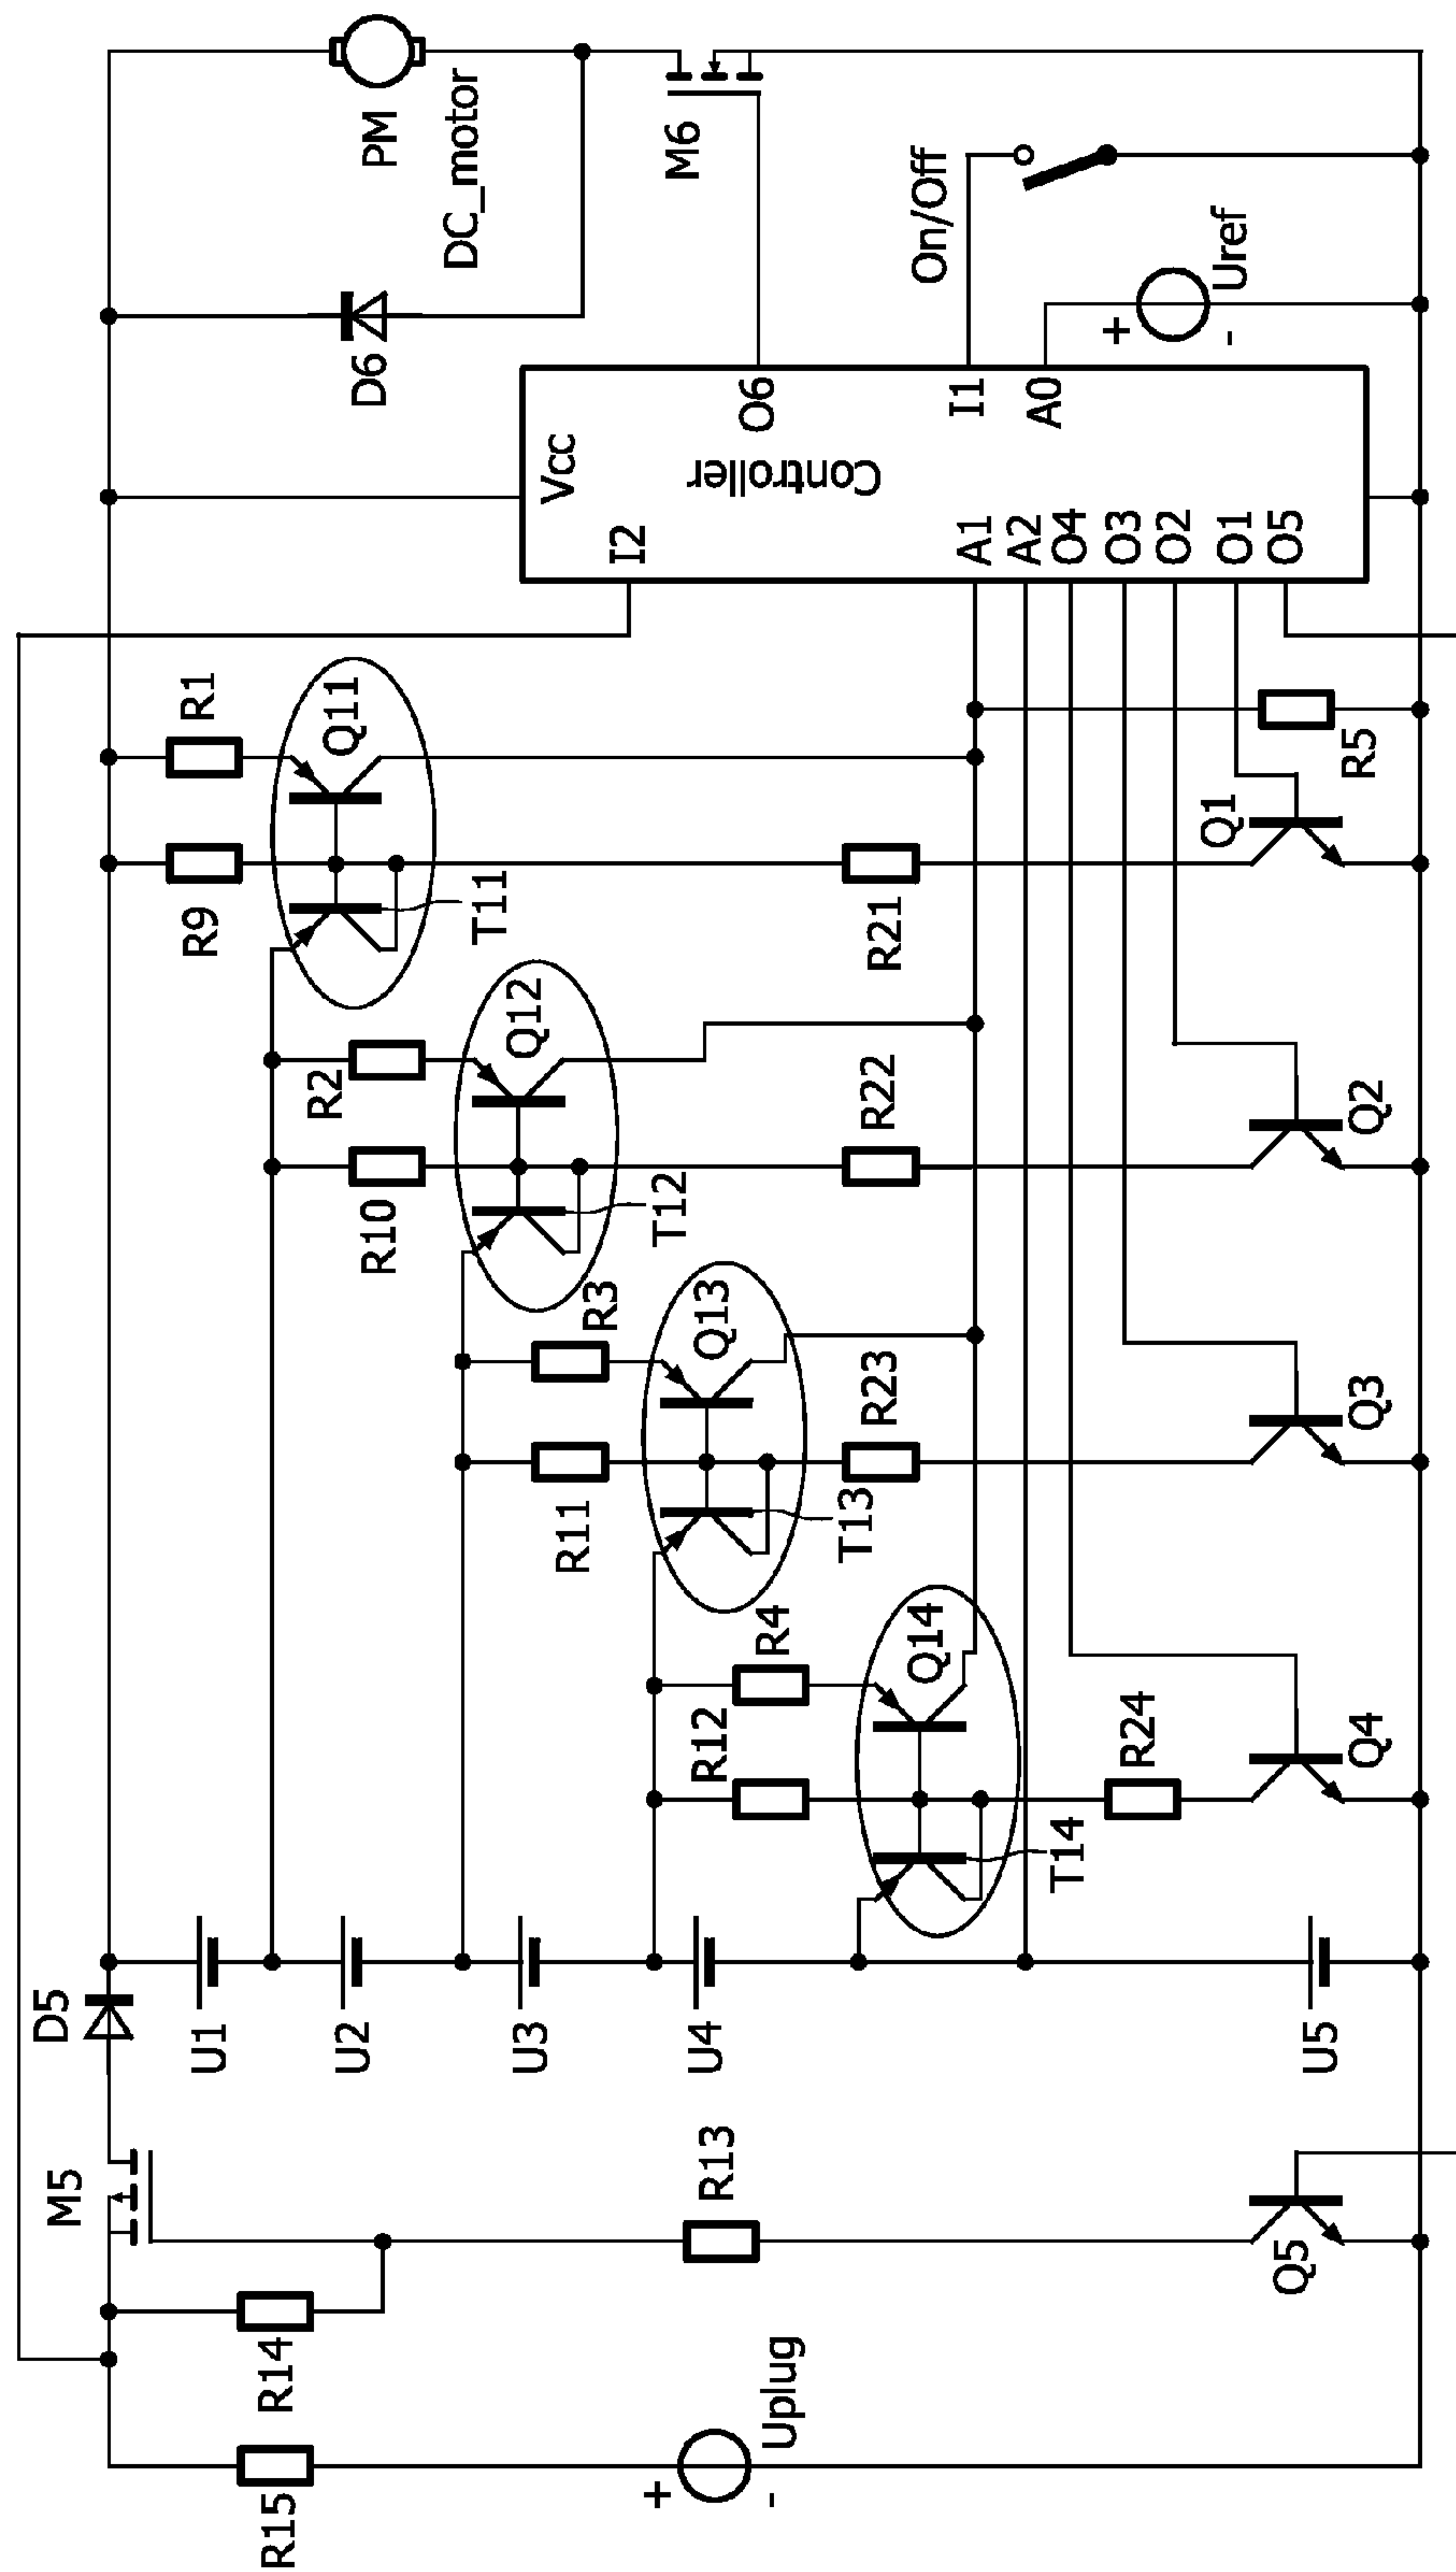 PM
DC_motor
D6
M6
On/Off
Uref
+
-
Vcc
O6
Controller
I1
A0
I2
A1
A2
O4
O3
O2
O1
O5
R1
Q11
R9
T11
R21
Q1
R5
R2
Q12
R10
T12
R22
Q2
R3
Q13
R11
T13
R23
Q3
R4
Q14
R12
T14
R24
Q4
D5
U1
U2
U3
U4
U5
M5
R13
Q5
R14
R15
Uplug
+
-